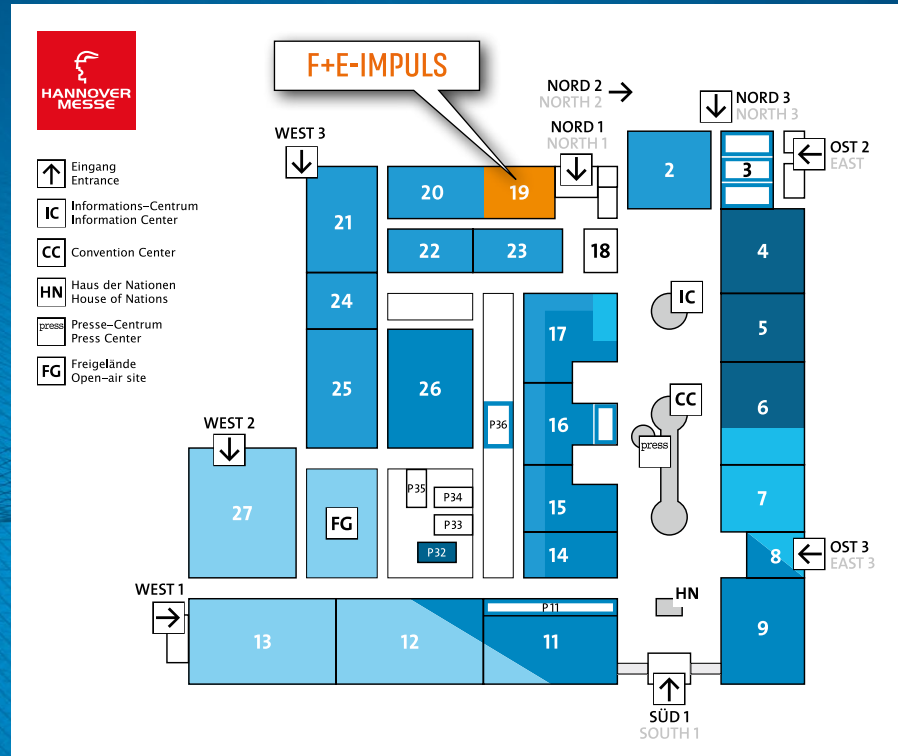 HANNOVER
MESSE
F+E-IMPULS
Eingang
Entrance
IC
Informations-Centrum
Information Center
CC
Convention Center
HN
Haus der Nationen
House of Nations
press
Presse-Centrum
Press Center
FG
Freigelände
Open-air site
NORD 2
NORTH 2
NORD 3
NORTH 3
NORD 1
NORTH 1
WEST 3
OST 2
EAST
2
3
20
19
21
22
23
18
4
24
IC
17
5
25
26
P36
16
CC
press
6
WEST 2
27
FG
P35
P34
P33
P32
15
14
7
8
OST 3
EAST 3
WEST 1
HN
P11
13
12
11
9
SÜD 1
SOUTH 1